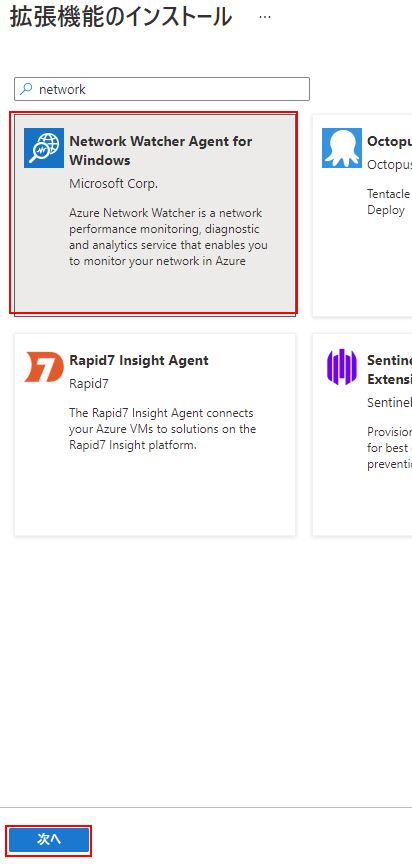 拡張機能のインストール …
network
Network Watcher Agent for
Windows
Microsoft Corp.
Azure Network Watcher is a network
performance monitoring, diagnostic
and analytics service that enables you
to monitor your network in Azure
Octopu
Octopus
Tentacle
Deploy
Rapid7 Insight Agent
Rapid7
The Rapid7 Insight Agent connects
your Azure VMs to solutions on the
Rapid7 Insight platform.
Sentine
Extensi
Sentinel
Provision
for best
preventi
次へ